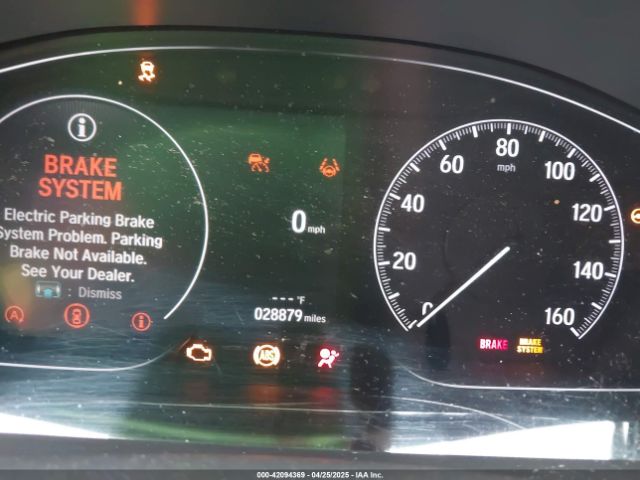 BRAKE
SYSTEM
Electric Parking Brake
System Problem. Parking
Brake Not Available.
See Your Dealer.
: Dismiss
A
i
0 mph
--- °F
028879 miles
ABS
0
20
40
60
80
mph
100
120
140
160
BRAKE
BRAKE
SYSTEM
000-42094369 | 04/25/2025 | IAA Inc.